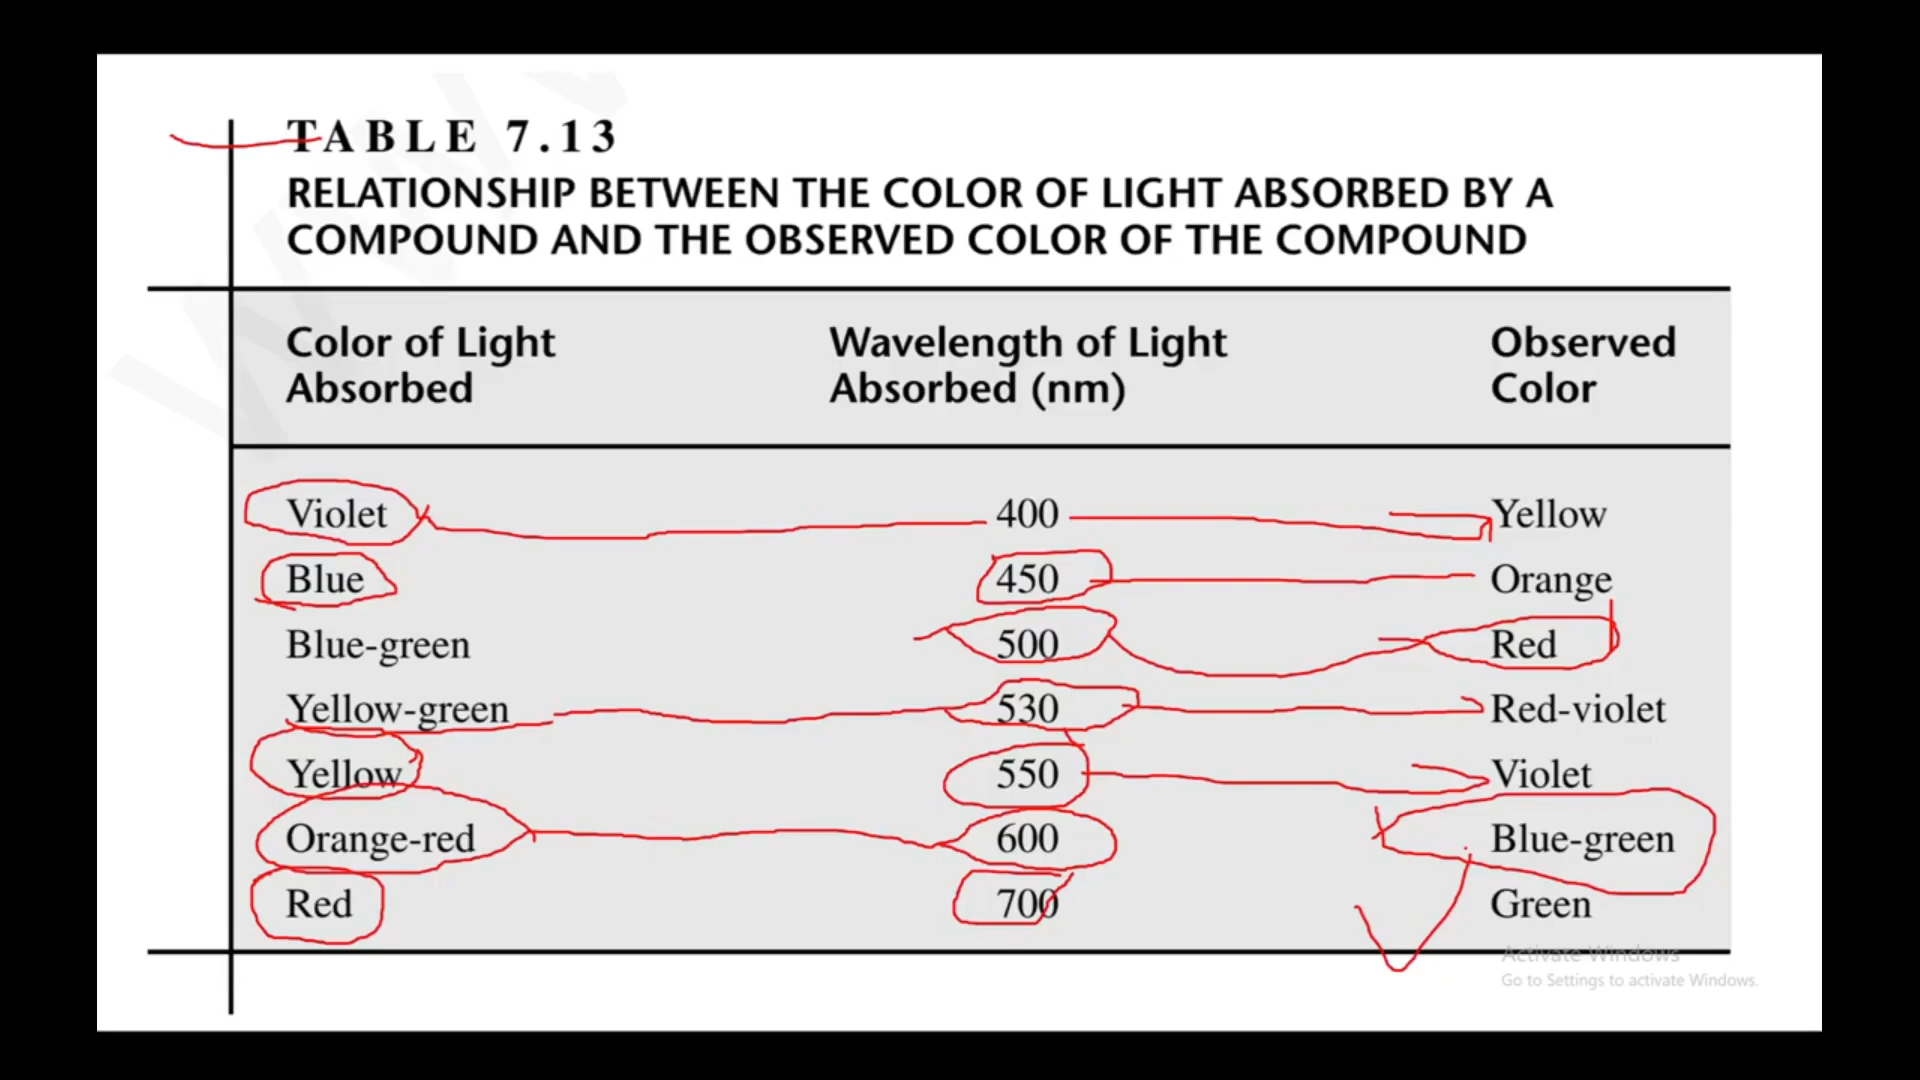 TABLE 7.13
RELATIONSHIP BETWEEN THE COLOR OF LIGHT ABSORBED BY A
COMPOUND AND THE OBSERVED COLOR OF THE COMPOUND
Color of Light Absorbed
Wavelength of Light Absorbed (nm)
Observed Color
Violet 400 Yellow
Blue 450 Orange
Blue-green 500 Red
Yellow-green 530 Red-violet
Yellow 550 Violet
Orange-red 600 Blue-green
Red 700 Green
Activate Windows
Go to Settings to activate Windows.